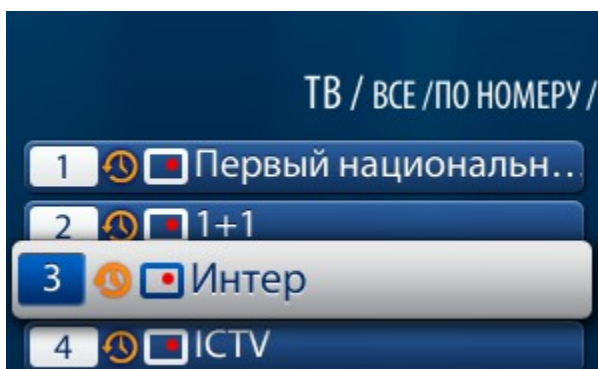 ТВ / ВСЕ /ПО НОМЕРУ /
1 Первый национальн...
2 1+1
3 Интер
4 ICTV